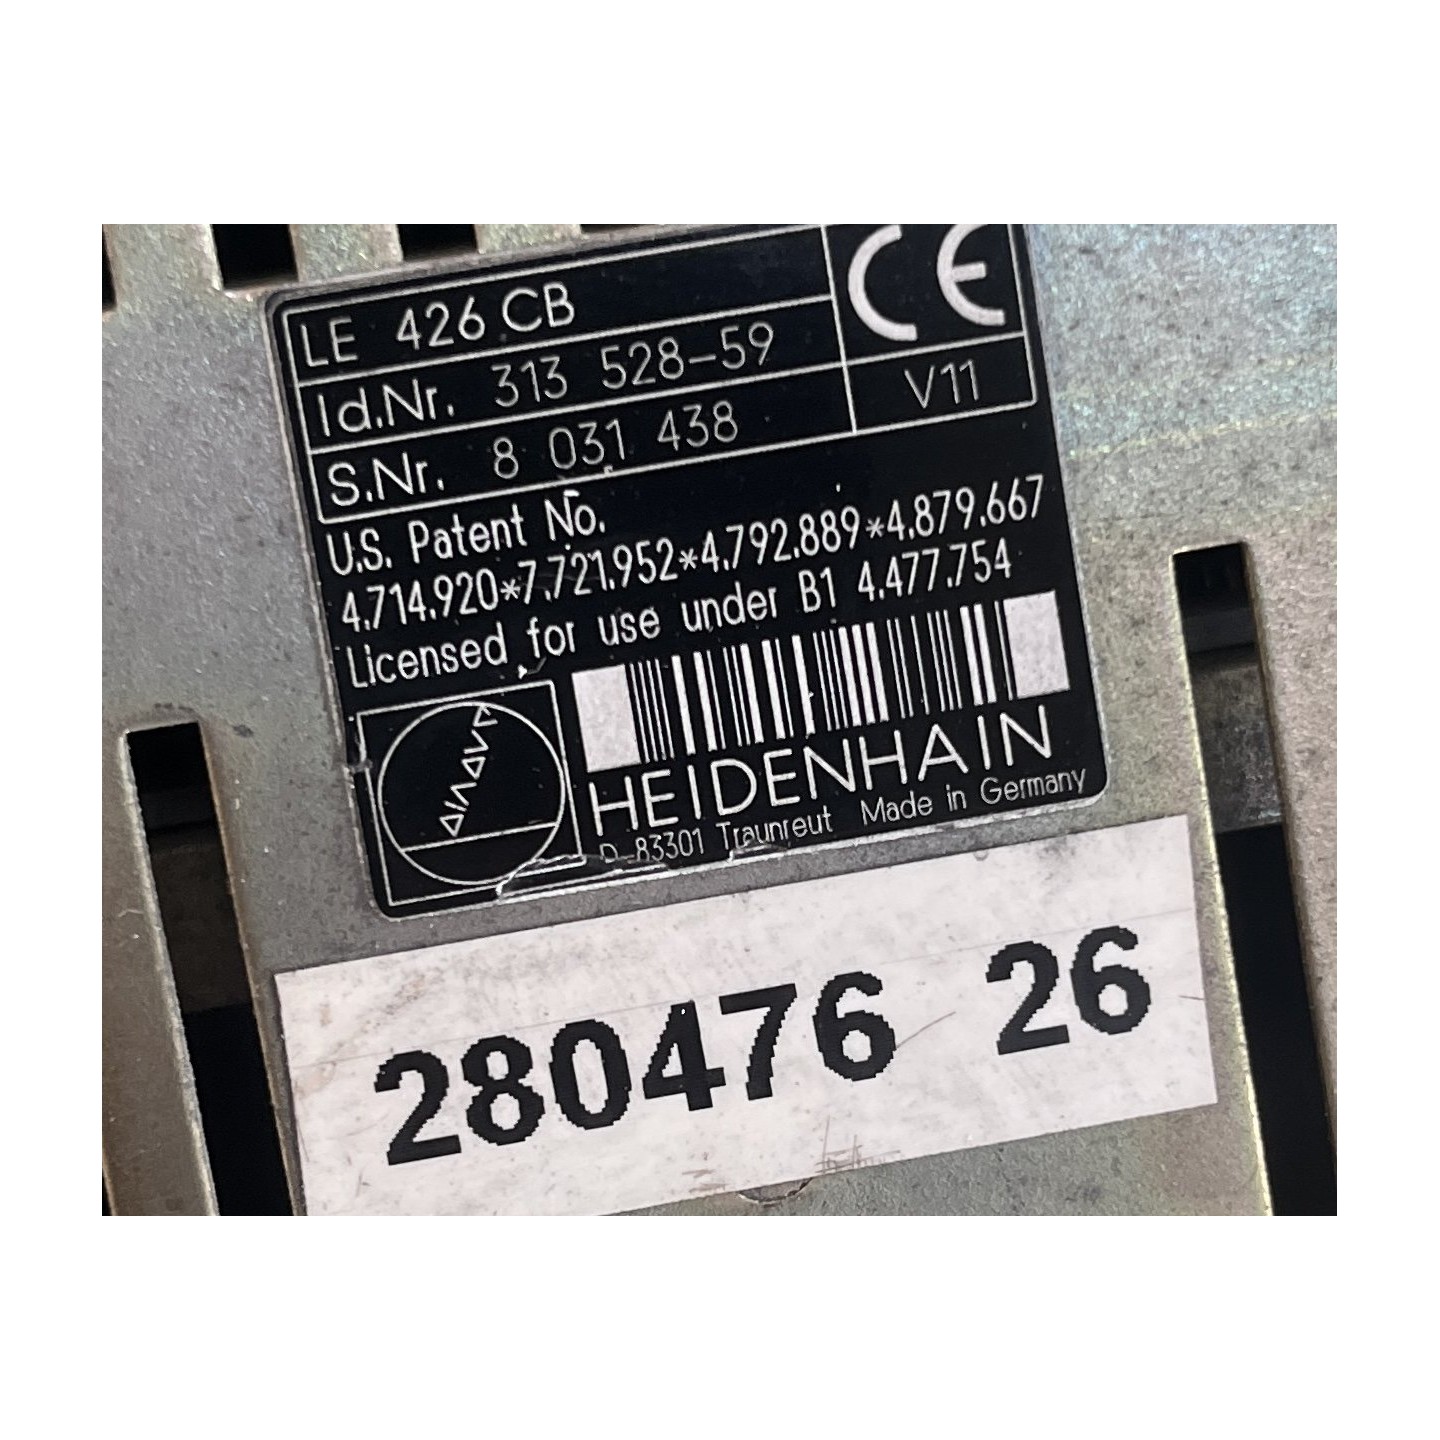 LE 426 CB
CE
Id.Nr. 313 528-59
V11
S.Nr. 8 031 438
U.S. Patent No.
4.714.920*7.721.952*4.792.889*4.879.667
Licensed for use under B1 4.477.754
HEIDENHAIN
D-83301 Traunreut Made in Germany
280476 26